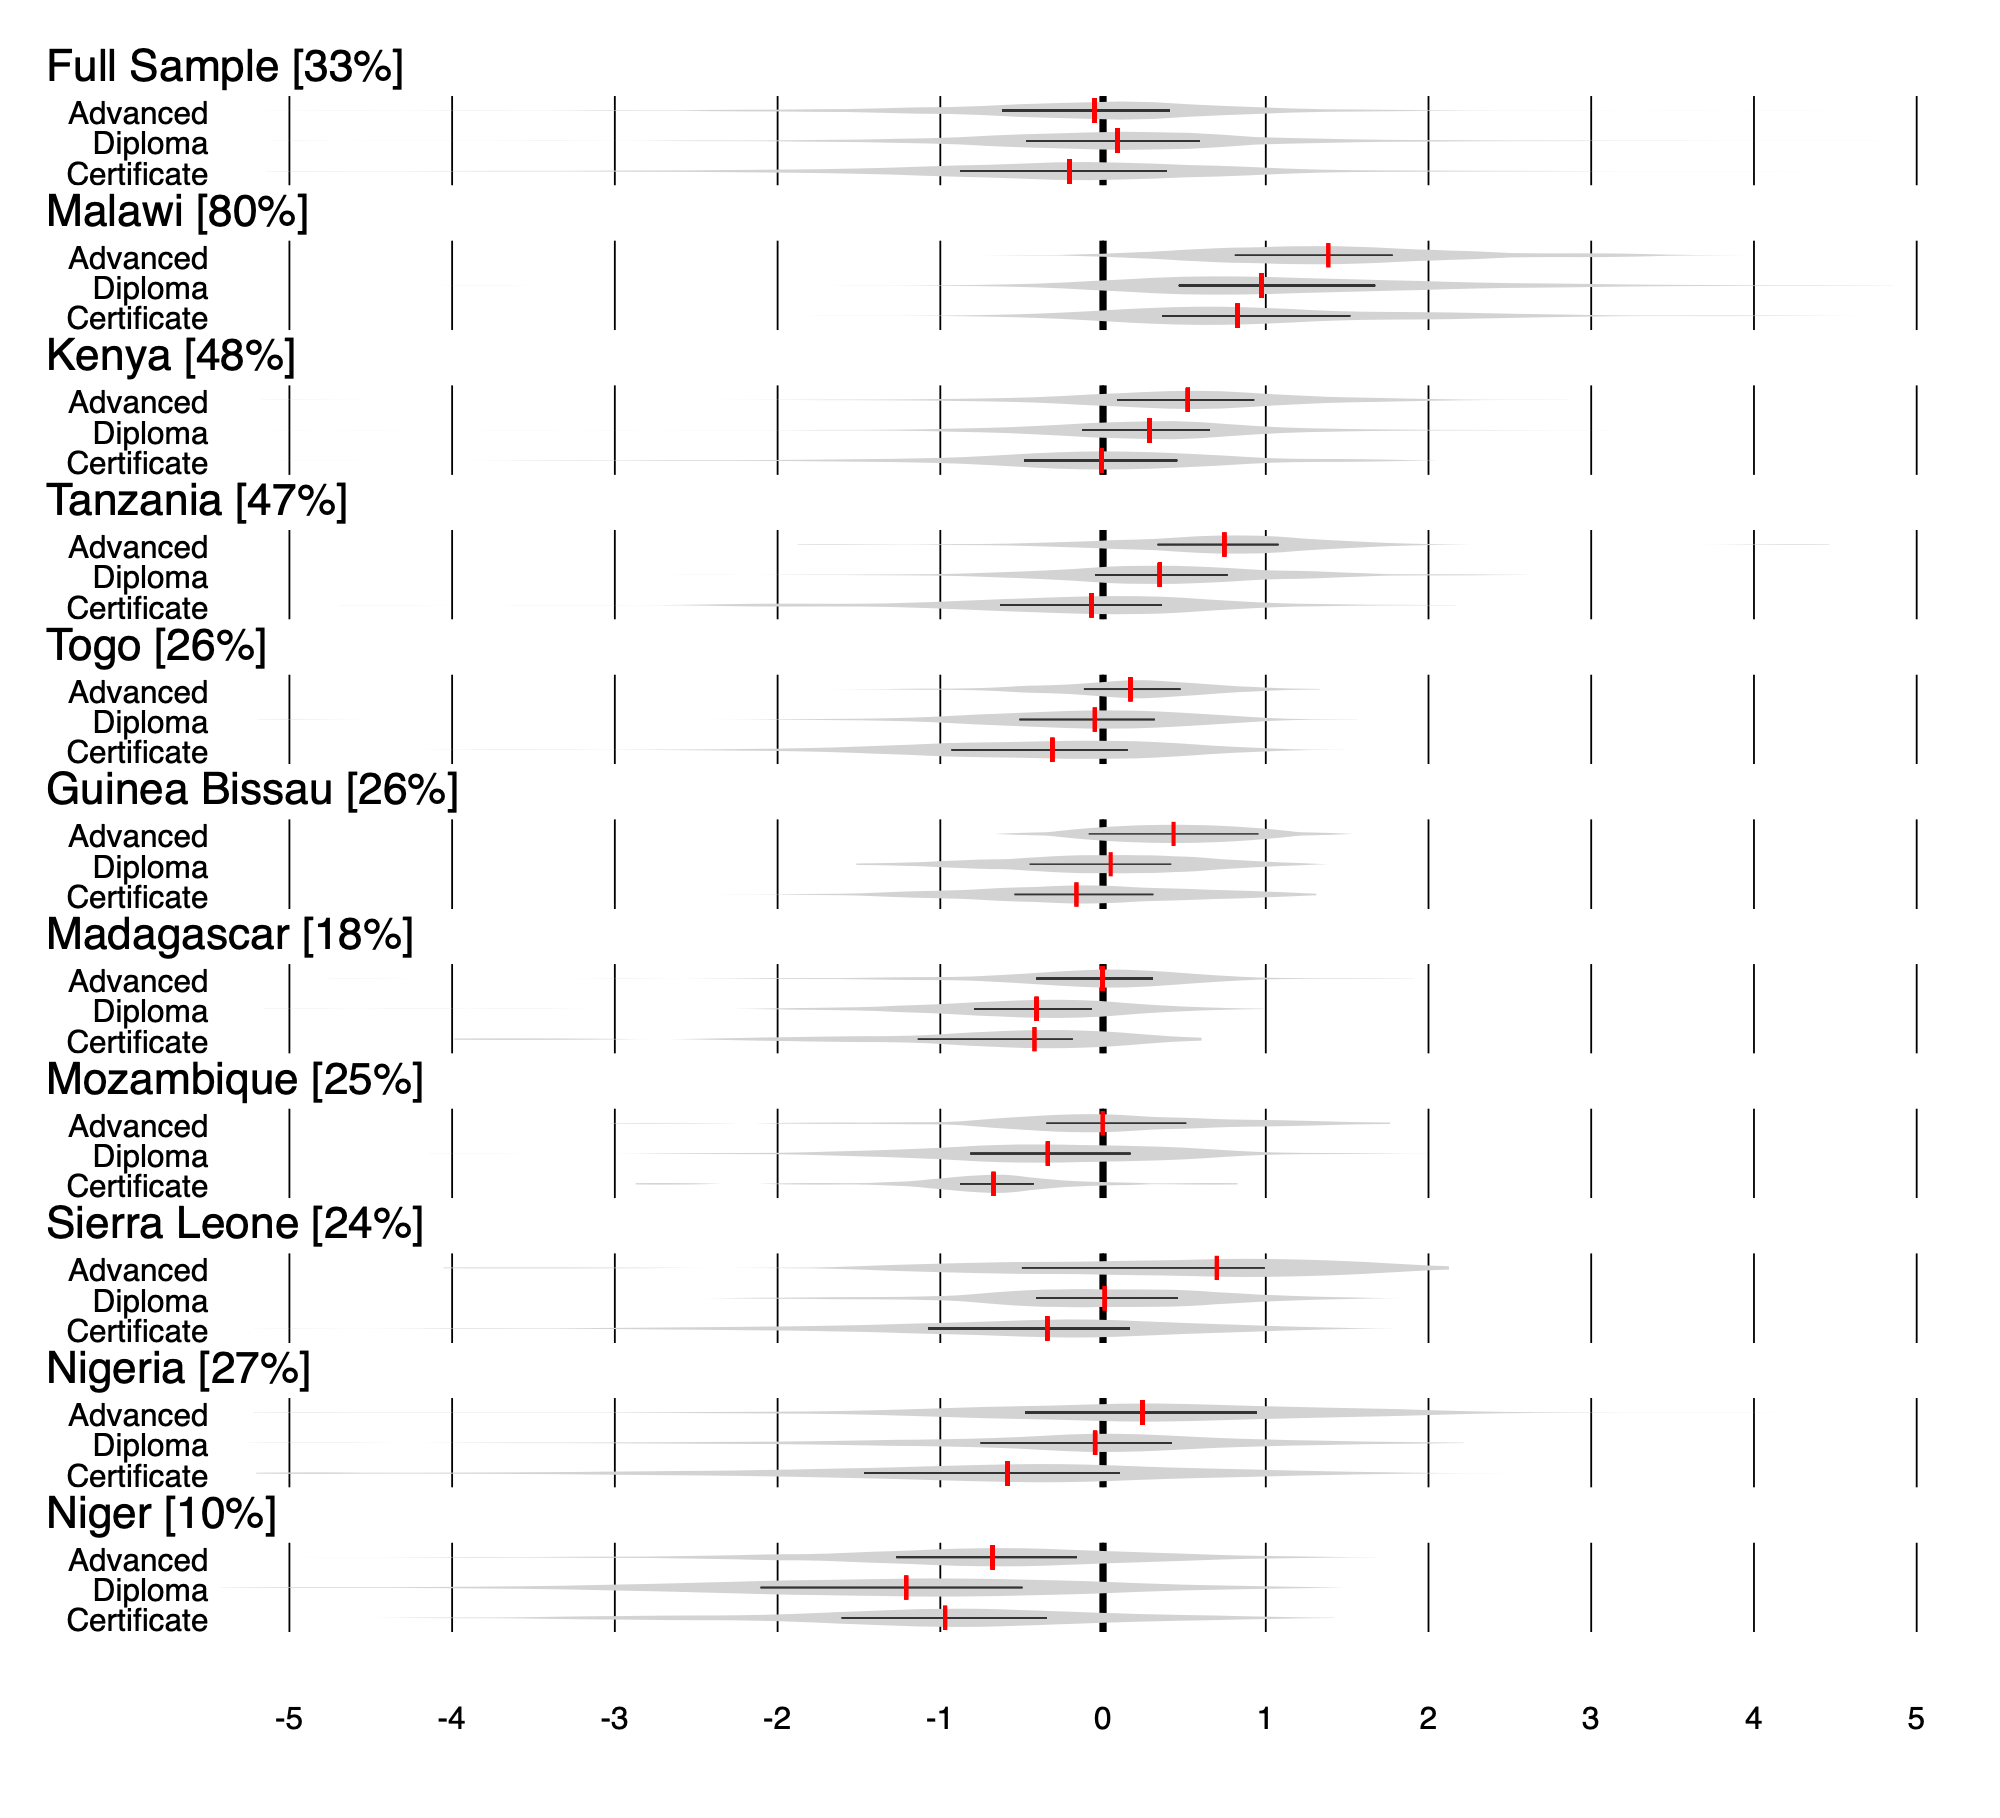 Full Sample [33%]
Advanced
Diploma
Certificate
Malawi [80%]
Advanced
Diploma
Certificate
Kenya [48%]
Advanced
Diploma
Certificate
Tanzania [47%]
Advanced
Diploma
Certificate
Togo [26%]
Advanced
Diploma
Certificate
Guinea Bissau [26%]
Advanced
Diploma
Certificate
Madagascar [18%]
Advanced
Diploma
Certificate
Mozambique [25%]
Advanced
Diploma
Certificate
Sierra Leone [24%]
Advanced
Diploma
Certificate
Nigeria [27%]
Advanced
Diploma
Certificate
Niger [10%]
Advanced
Diploma
Certificate
-5 -4 -3 -2 -1 0 1 2 3 4 5